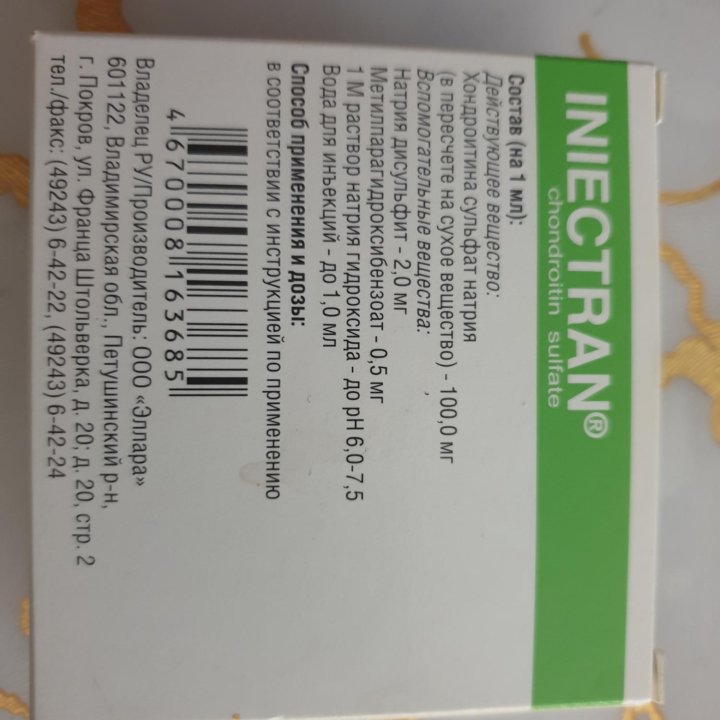 INIECTRAN®
chondroitin sulfate
Состав (на 1 мл):
Действующее вещество:
Хондроитина сульфат натрия
(в пересчете на сухое вещество) - 100,0 мг
Вспомогательные вещества:
Натрия дисульфит - 2,0 мг
Метилпарагидроксибензоат - 0,5 мг
1 М раствор натрия гидроксида - до pH 6,0-7,5
Вода для инъекций - до 1,0 мл
Способ применения и дозы:
в соответствии с инструкцией по применению
4 670008 163685
Владелец РУ/Производитель: ООО «Эллара»
601122, Владимирская обл., Петушинский р-н,
г. Покров, ул. Франца Штольверка, д. 20; д. 20, стр. 2
тел./факс: (49243) 6-42-22, (49243) 6-42-24